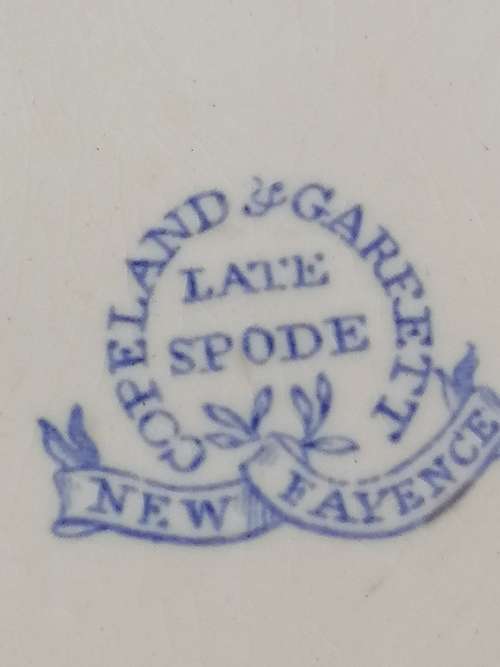 COPELAND & GARRETT
LATE
SPODE
NEW FAYENCE